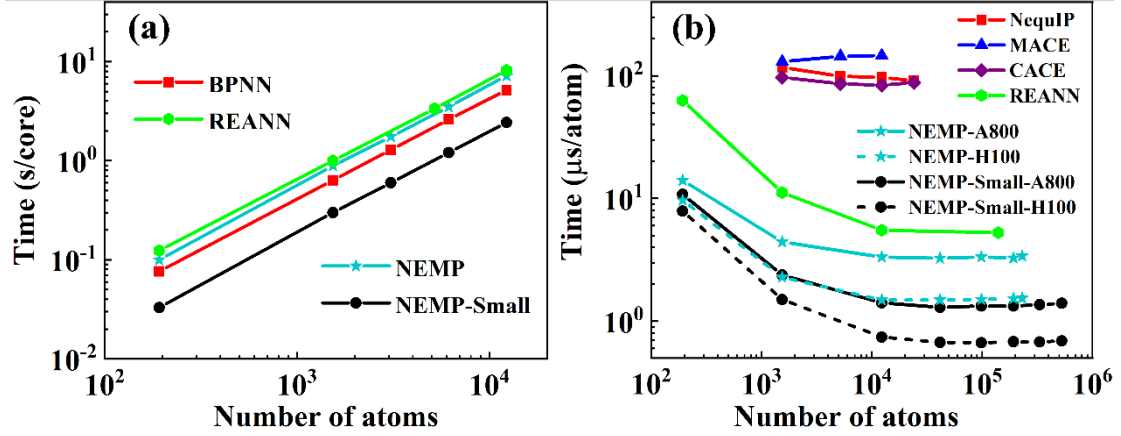 (a)
BPNN
REANN
NEMP
NEMP-Small
Time (s/core)
10¹
10⁰
10⁻¹
10⁻²
10² 10³ 10⁴
Number of atoms
(b)
NequIP
MACE
CACE
REANN
NEMP-A800
NEMP-H100
NEMP-Small-A800
NEMP-Small-H100
Time (μs/atom)
10²
10¹
10⁰
10² 10³ 10⁴ 10⁵ 10⁶
Number of atoms